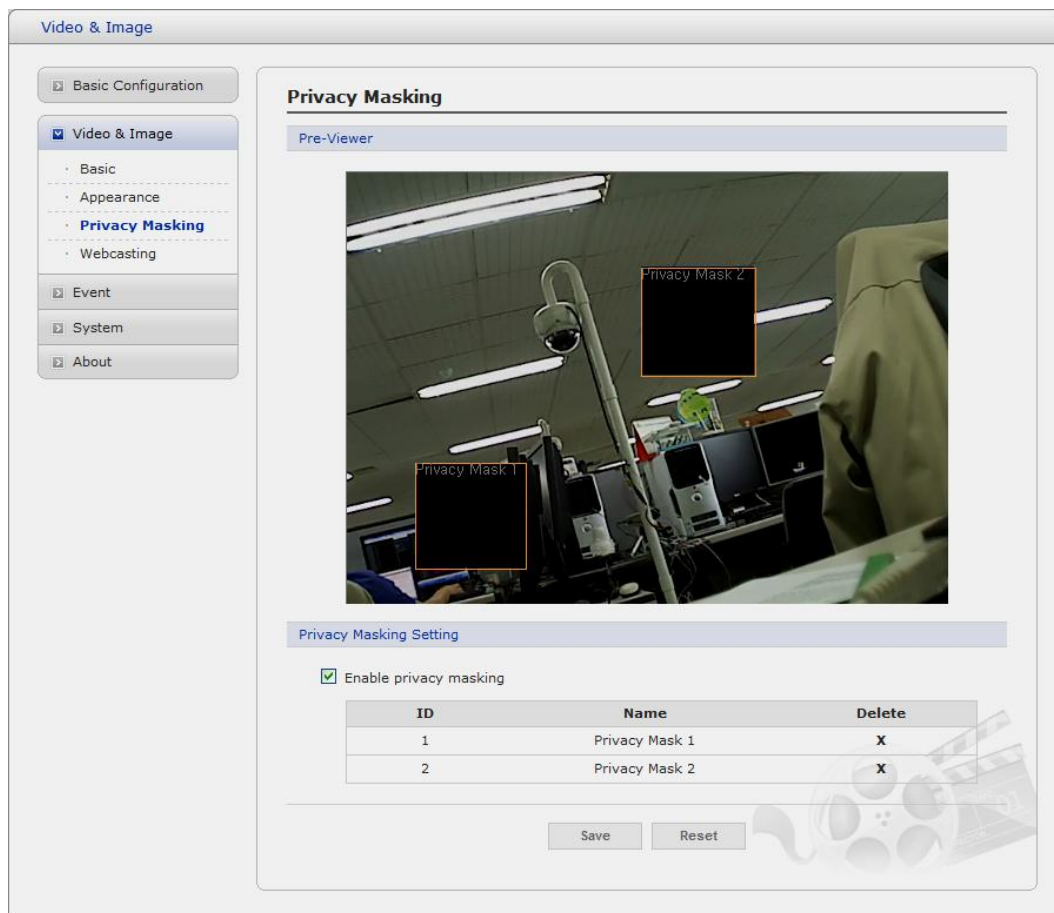 Video & Image
Basic Configuration
Video & Image
Basic
Appearance
Privacy Masking
Webcasting
Event
System
About
Privacy Masking
Pre-Viewer
Privacy Mask 2
Privacy Mask 1
Privacy Masking Setting
Enable privacy masking
ID Name Delete
1 Privacy Mask 1 X
2 Privacy Mask 2 X
01
Save Reset